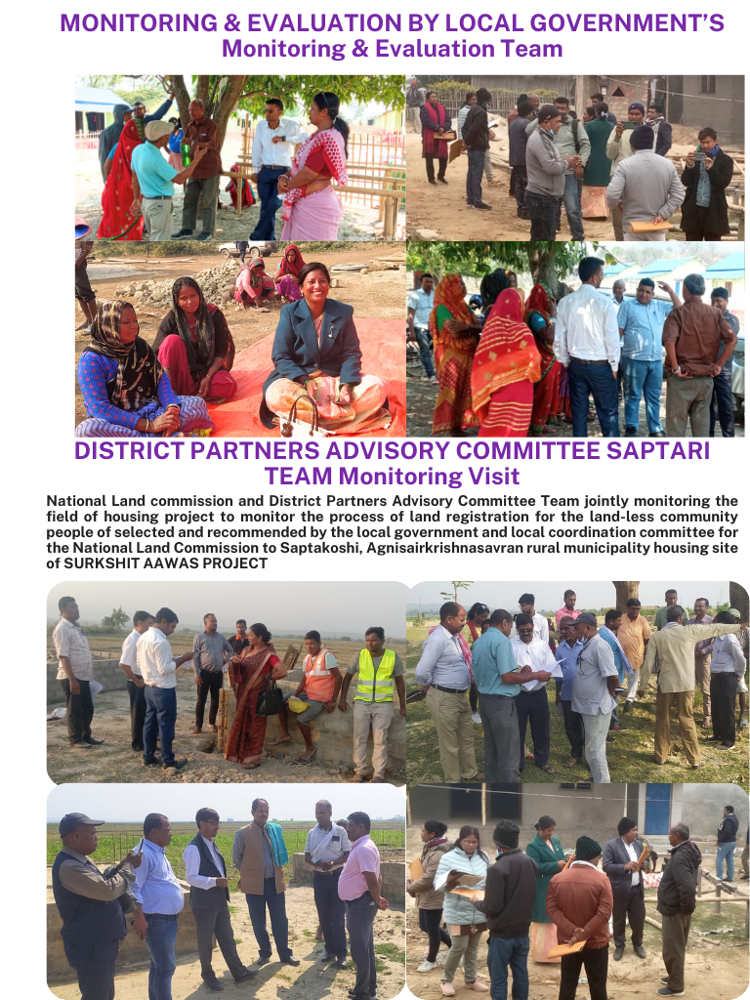 MONITORING & EVALUATION BY LOCAL GOVERNMENT’S
Monitoring & Evaluation Team
DISTRICT PARTNERS ADVISORY COMMITTEE SAPTARI
TEAM Monitoring Visit
National Land commission and District Partners Advisory Committee Team jointly monitoring the
field of housing project to monitor the process of land registration for the land-less community
people of selected and recommended by the local government and local coordination committee for
the National Land Commission to Saptakoshi, Agnisairkrishnasavran rural municipality housing site
of SURKSHIT AAWAS PROJECT